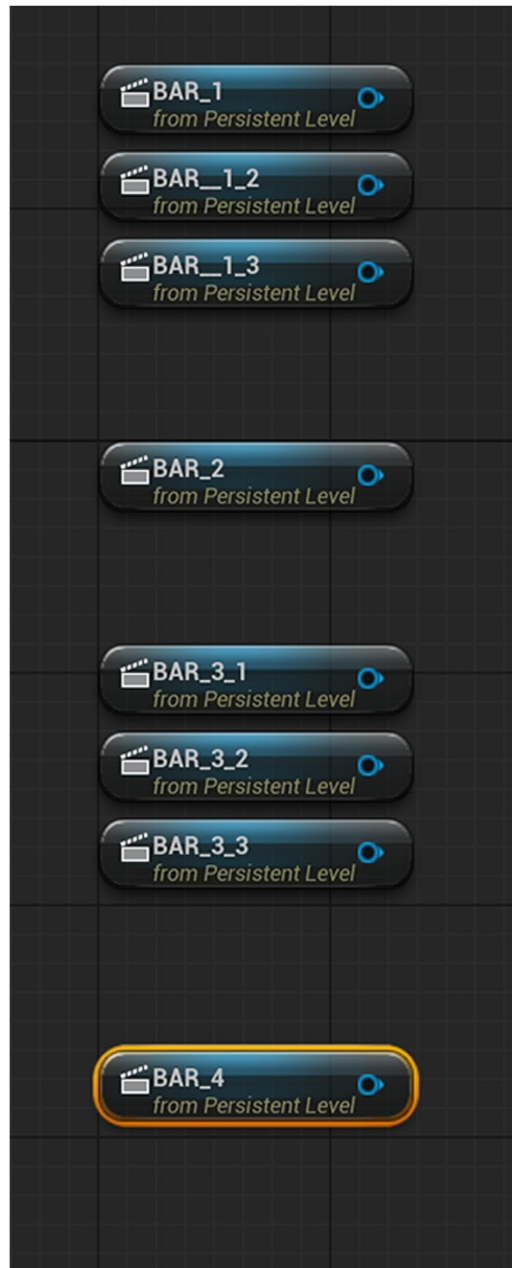 BAR_1
from Persistent Level
BAR__1_2
from Persistent Level
BAR__1_3
from Persistent Level
BAR_2
from Persistent Level
BAR_3_1
from Persistent Level
BAR_3_2
from Persistent Level
BAR_3_3
from Persistent Level
BAR_4
from Persistent Level